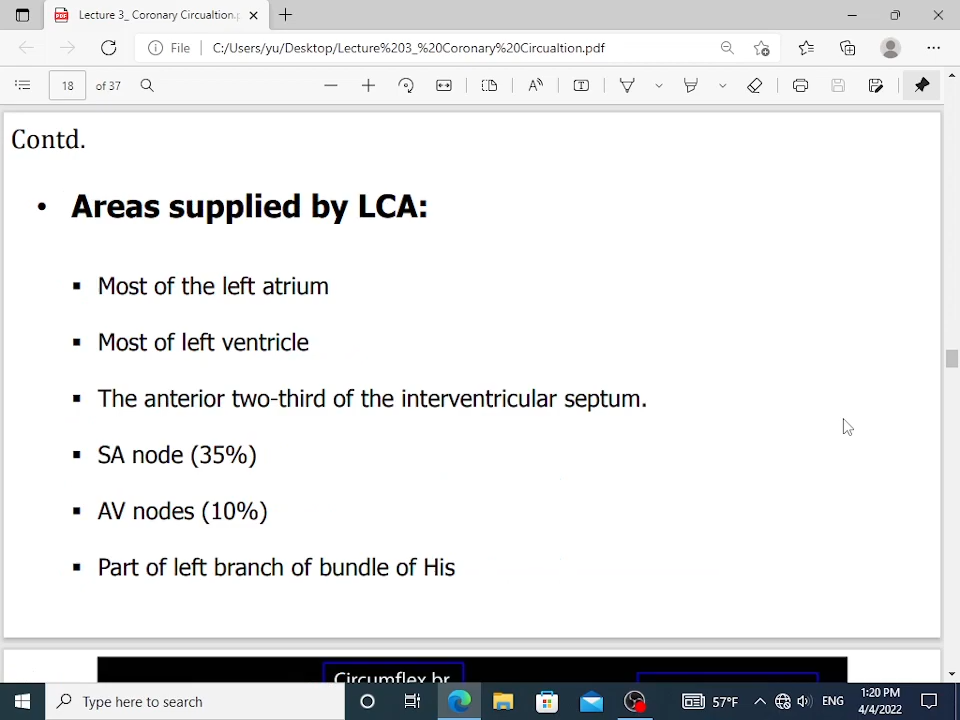 Lecture 3_ Coronary Circualtion.p
File
C:/Users/yu/Desktop/Lecture%203_%20Coronary%20Circualtion.pdf
18 of 37
Contd.
• Areas supplied by LCA:
▪ Most of the left atrium
▪ Most of left ventricle
▪ The anterior two-third of the interventricular septum.
▪ SA node (35%)
▪ AV nodes (10%)
▪ Part of left branch of bundle of His
Circumflex br
Type here to search
57°F
ENG
1:20 PM
4/4/2022